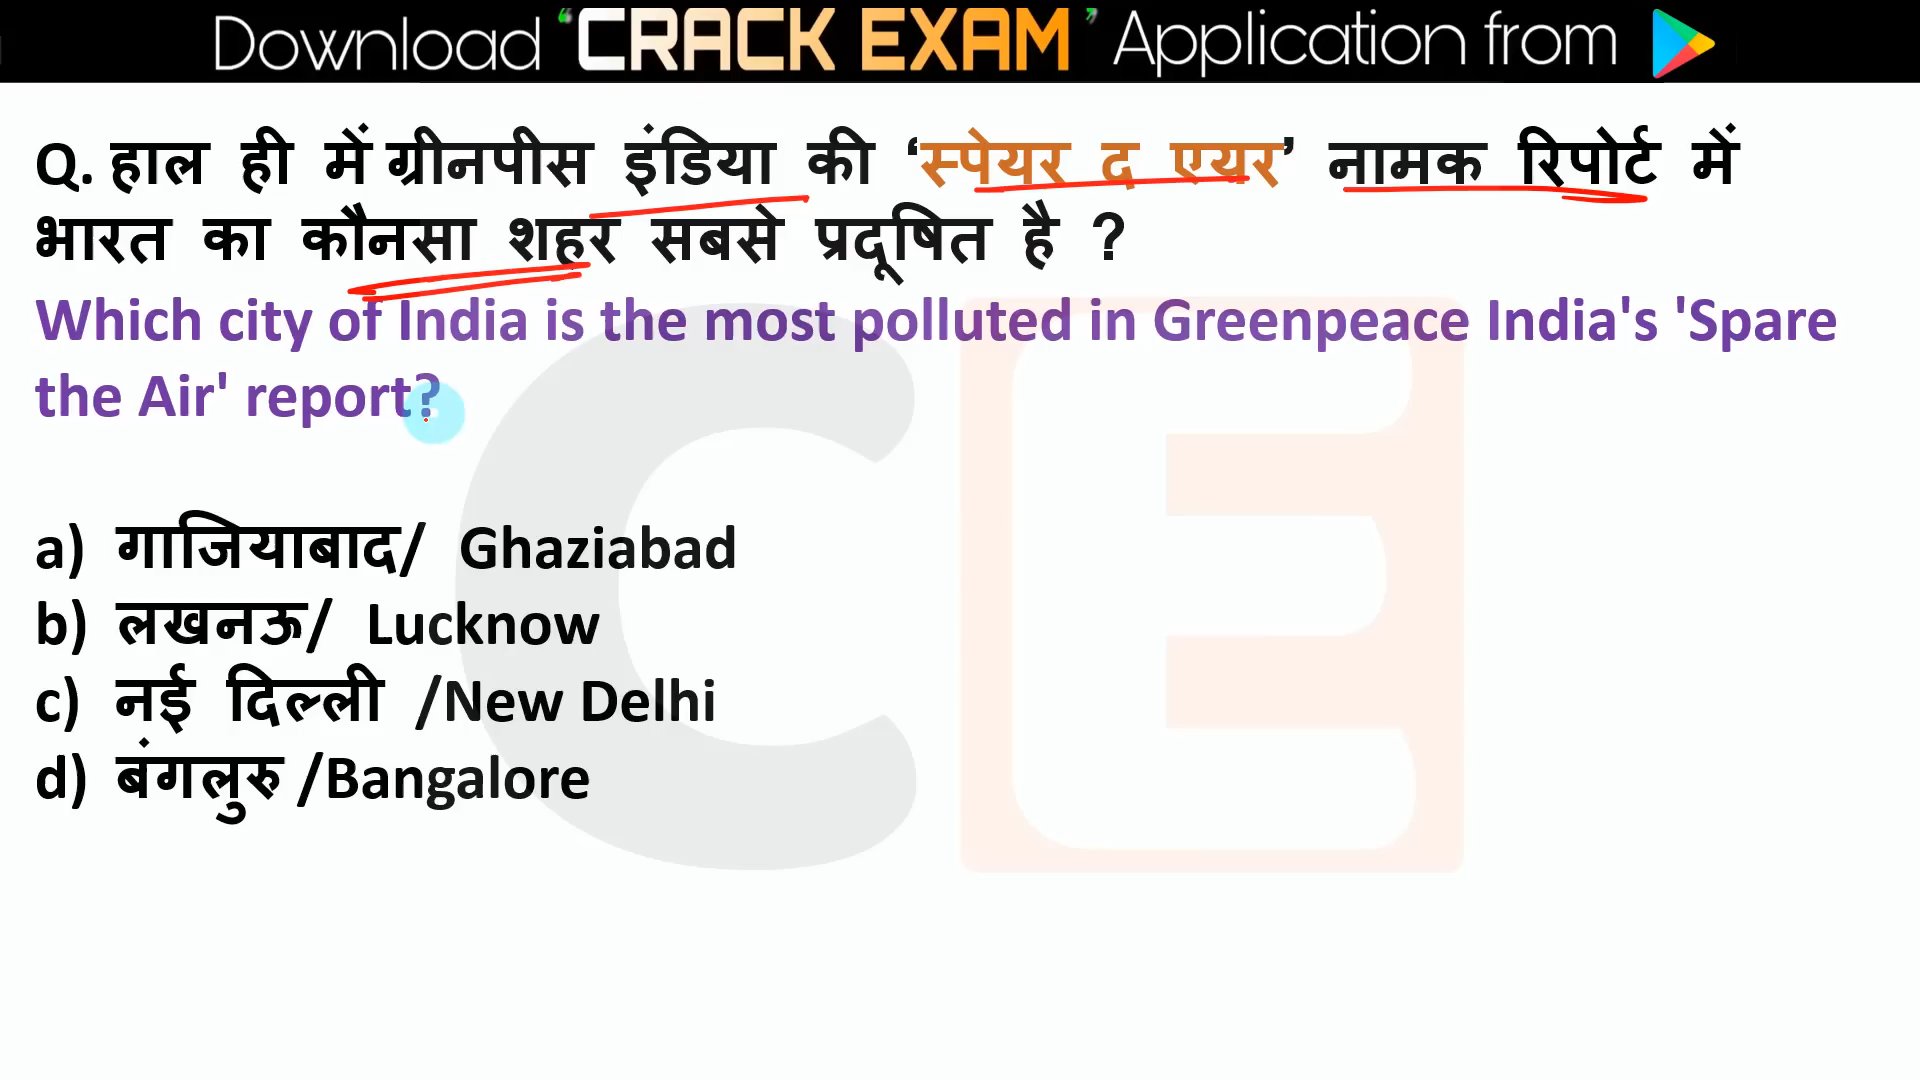 Download ‘CRACK EXAM’ Application from
Q. हाल ही में ग्रीनपीस इंडिया की ‘स्पेयर द एयर’ नामक रिपोर्ट में
भारत का कौनसा शहर सबसे प्रदूषित है ?
Which city of India is the most polluted in Greenpeace India's 'Spare
the Air' report?
a) गाजियाबाद/ Ghaziabad
b) लखनऊ/ Lucknow
c) नई दिल्ली /New Delhi
d) बंगलुरु /Bangalore
CE